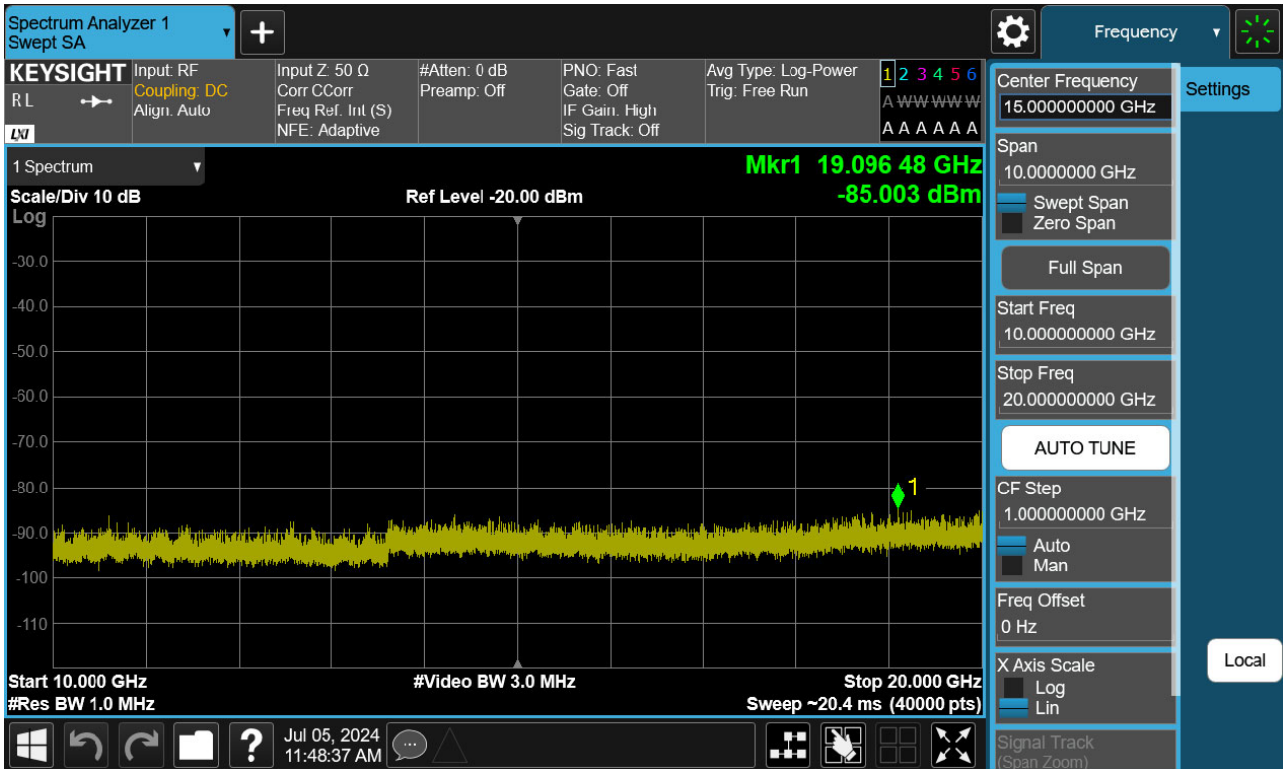 Spectrum Analyzer 1
Swept SA
+
Frequency
KEYSIGHT
R L
LXI
Input: RF
Coupling: DC
Align: Auto
Input Z: 50 Ω
Corr CCorr
Freq Ref: Int (S)
NFE: Adaptive
#Atten: 0 dB
Preamp: Off
PNO: Fast
Gate: Off
IF Gain: High
Sig Track: Off
Avg Type: Log-Power
Trig: Free Run
1 2 3 4 5 6
A W W W W W
A A A A A A
1 Spectrum
Scale/Div 10 dB
Ref Level -20.00 dBm
Mkr1 19.096 48 GHz
-85.003 dBm
Log
-30.0
-40.0
-50.0
-60.0
-70.0
-80.0
-90.0
-100
-110
1
Start 10.000 GHz
#Res BW 1.0 MHz
#Video BW 3.0 MHz
Stop 20.000 GHz
Sweep ~20.4 ms (40000 pts)
Center Frequency
15.000000000 GHz
Span
10.0000000 GHz
Swept Span
Zero Span
Full Span
Start Freq
10.000000000 GHz
Stop Freq
20.000000000 GHz
AUTO TUNE
CF Step
1.000000000 GHz
Auto
Man
Freq Offset
0 Hz
X Axis Scale
Log
Lin
Signal Track
(Span Zoom)
Settings
Local
?
Jul 05, 2024
11:48:37 AM